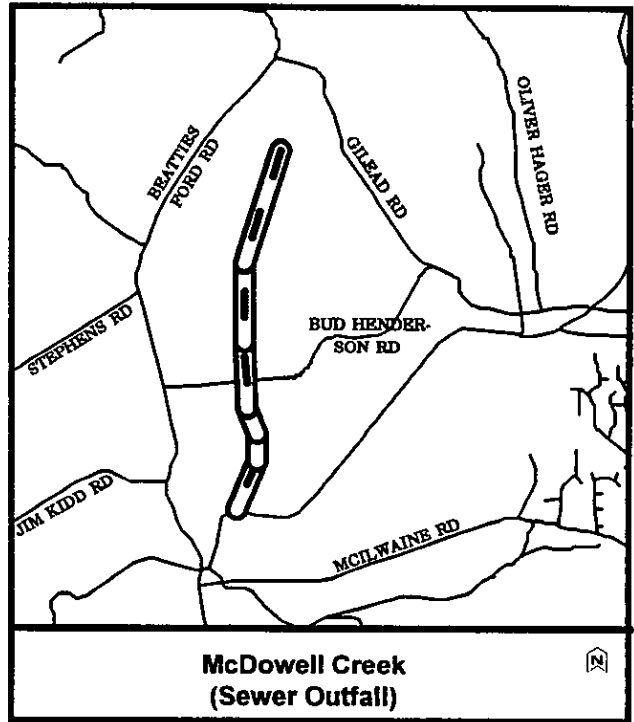 BEATTIES
FORD RD
GILEAD RD
OLIVER HAGER RD
STEPHENS RD
BUD HENDER-
SON RD
JIM KIDD RD
MCILWAINE RD
McDowell Creek
(Sewer Outfall)
N